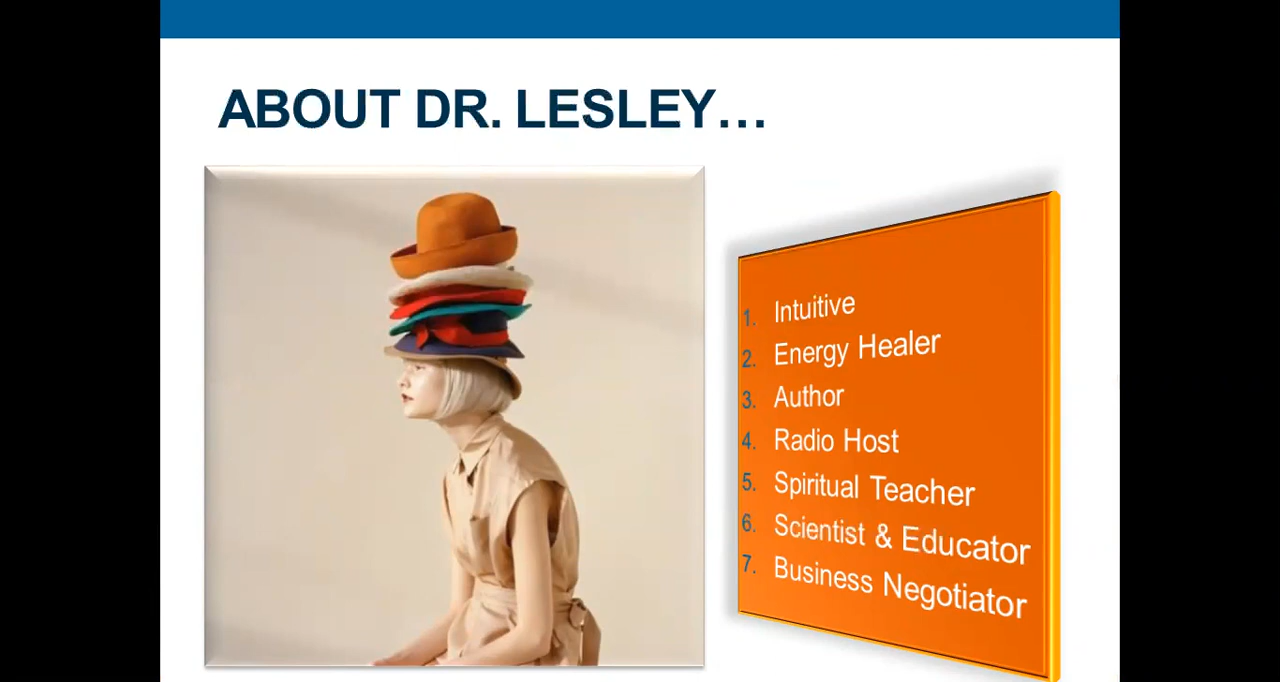 ABOUT DR. LESLEY…
1. Intuitive
2. Energy Healer
3. Author
4. Radio Host
5. Spiritual Teacher
6. Scientist & Educator
7. Business Negotiator